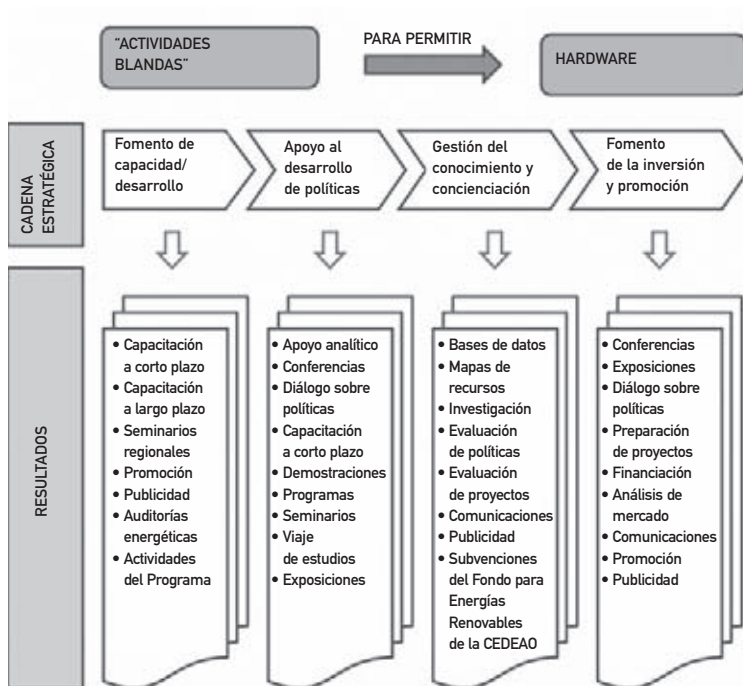 "ACTIVIDADES
BLANDAS"
PARA PERMITIR
HARDWARE
CADENA
ESTRATÉGICA
Fomento de
capacidad/
desarrollo
Apoyo al
desarrollo
de políticas
Gestión del
conocimiento y
concienciación
Fomento
de la inversión
y promoción
RESULTADOS
• Capacitación
a corto plazo
• Capacitación
a largo plazo
• Seminarios
regionales
• Promoción
• Publicidad
• Auditorías
energéticas
• Actividades
del Programa
• Apoyo analítico
• Conferencias
• Diálogo sobre
políticas
• Capacitación
a corto plazo
• Demostraciones
• Programas
• Seminarios
• Viaje
de estudios
• Exposiciones
• Bases de datos
• Mapas de
recursos
• Investigación
• Evaluación
de políticas
• Evaluación
de proyectos
• Comunicaciones
• Publicidad
• Subvenciones
del Fondo para
Energías
Renovables
de la CEDEAO
• Conferencias
• Exposiciones
• Diálogo sobre
políticas
• Preparación
de proyectos
• Financiación
• Análisis de
mercado
• Comunicaciones
• Promoción
• Publicidad